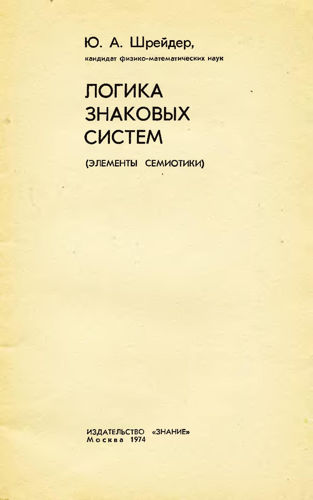 Ю. А. Шрейдер,
кандидат физико-математических наук
ЛОГИКА
ЗНАКОВЫХ
СИСТЕМ
(ЭЛЕМЕНТЫ СЕМИОТИКИ)
ИЗДАТЕЛЬСТВО «ЗНАНИЕ»
Москва 1974